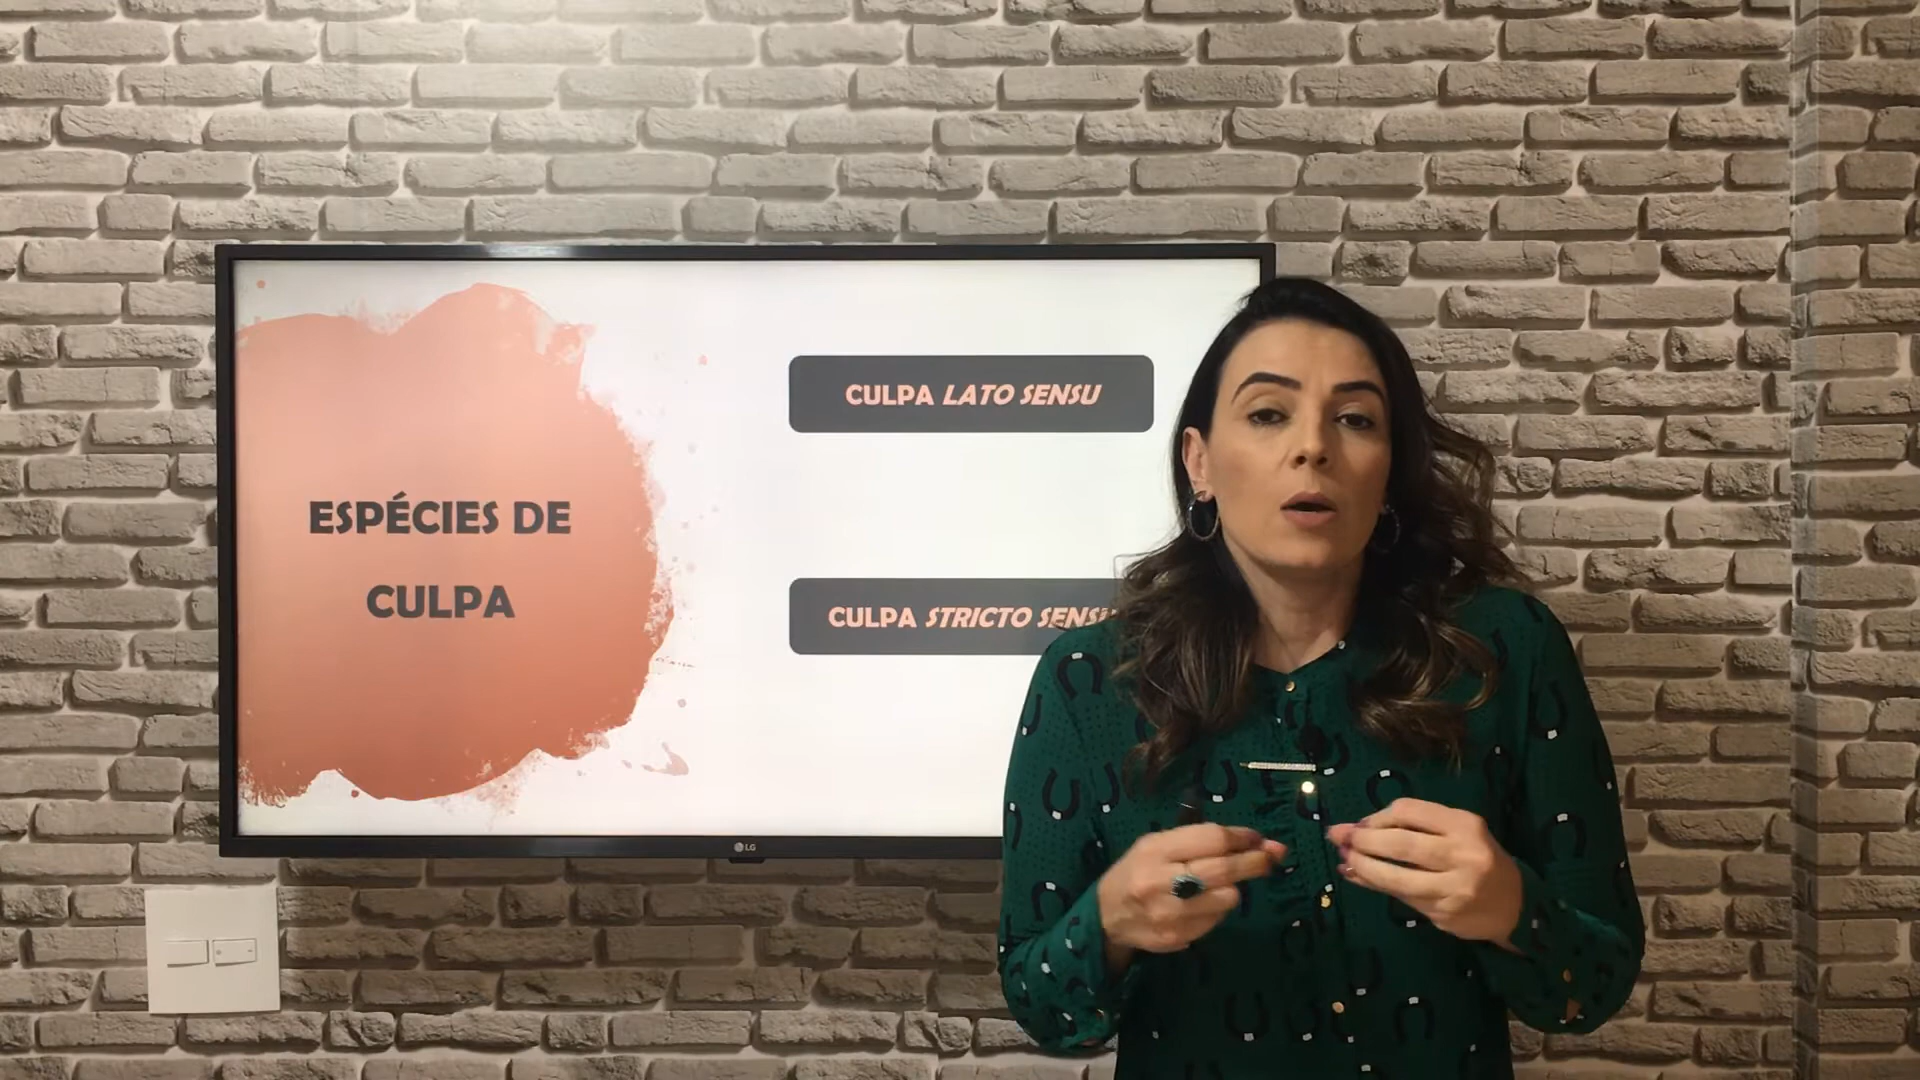 ESPÉCIES DE
CULPA
CULPA LATO SENSU
CULPA STRICTO SENSU
LG